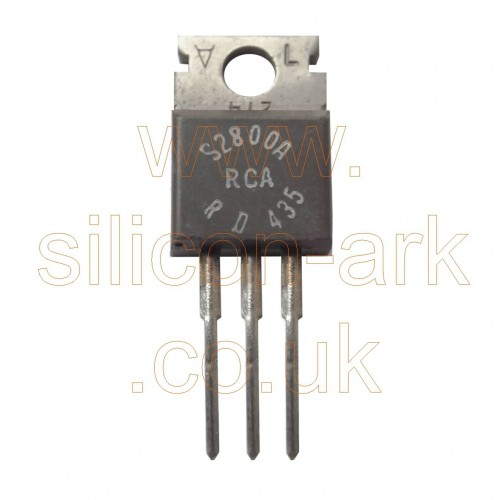 L
S2800A
RCA
R D 435
www.
silicon-ark
.co.uk